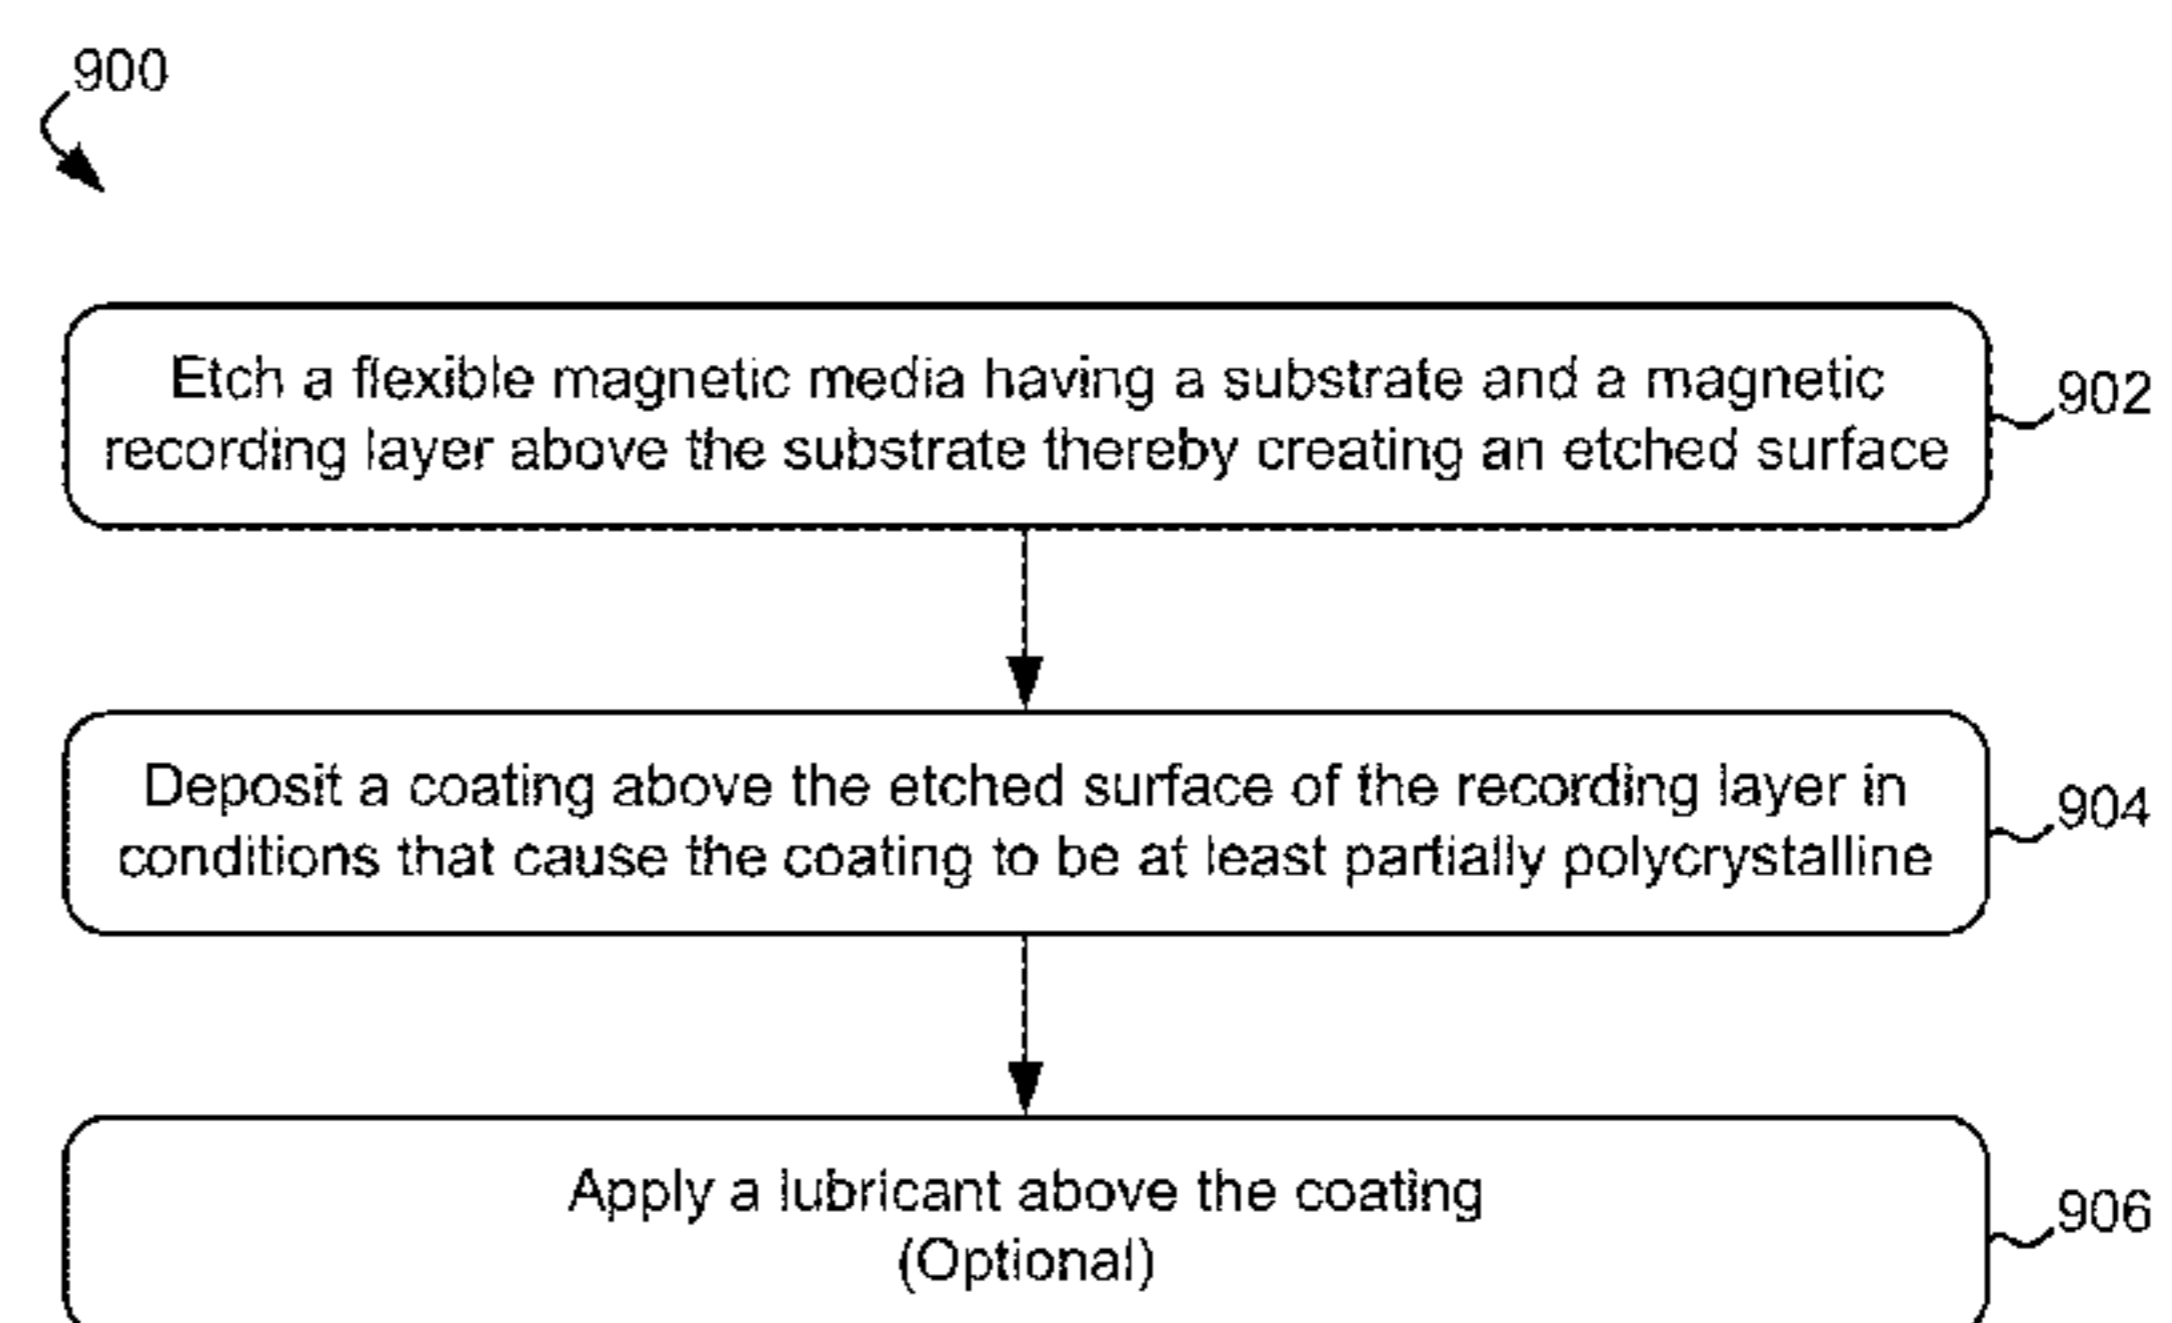 900
Etch a flexible magnetic media having a substrate and a magnetic
recording layer above the substrate thereby creating an etched surface
902
Deposit a coating above the etched surface of the recording layer in
conditions that cause the coating to be at least partially polycrystalline
904
Apply a lubricant above the coating
(Optional)
906